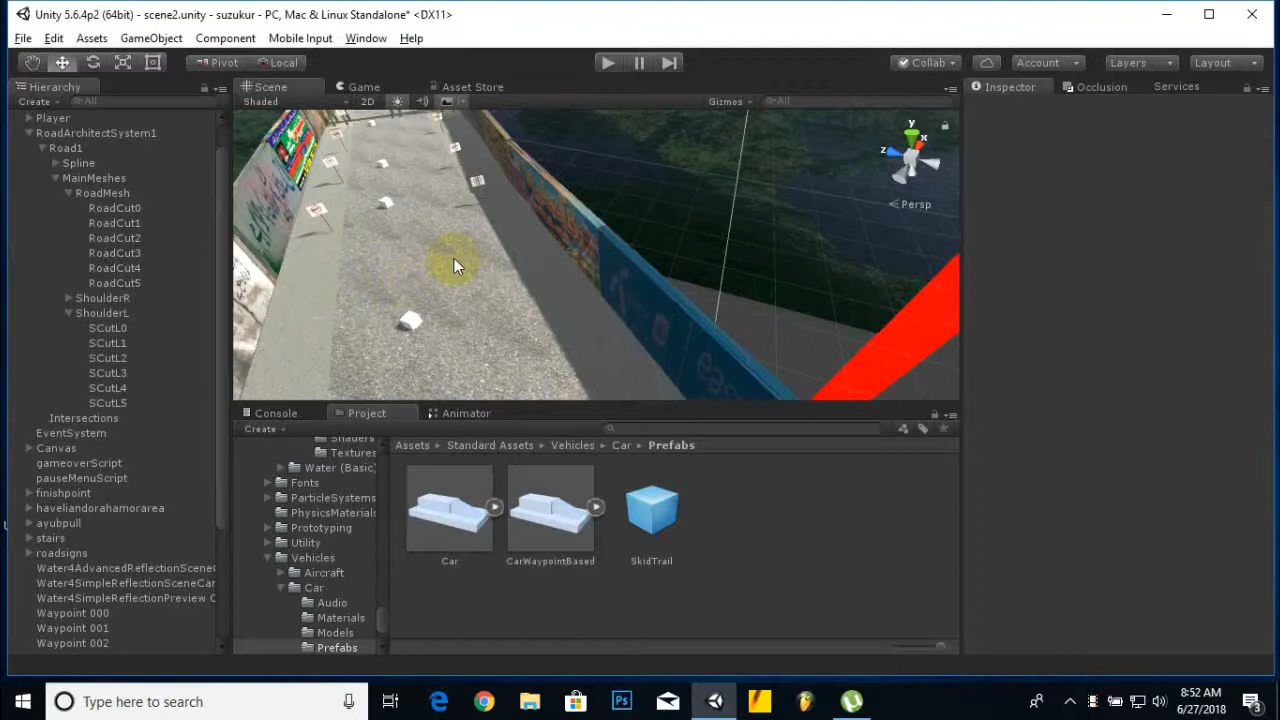 Unity 5.6.4p2 (64bit) - scene2.unity - suzukur - PC, Mac & Linux Standalone* <DX11>
File Edit Assets GameObject Component Mobile Input Window Help
Pivot Local Collab Account Layers Layout
Hierarchy Scene Game Asset Store Inspector Occlusion Services
Create All Shaded 2D Gizmos All
Player
RoadArchitectSystem1
Road1
Spline
MainMeshes
RoadMesh
RoadCut0
RoadCut1
RoadCut2
RoadCut3
RoadCut4
RoadCut5
ShoulderR
ShoulderL
SCutL0
SCutL1
SCutL2
SCutL3
SCutL4
SCutL5
Intersections
EventSystem
Canvas
gameoverScript
pauseMenuScript
finishpoint
haveliandorahamorarea
ayubpull
stairs
roadsigns
Water4AdvancedReflectionScene
Water4SimpleReflectionSceneCar
Water4SimpleReflectionPreview C
Waypoint 000
Waypoint 001
Waypoint 002
y
x
z
Persp
Console Project Animator
Create
Shaders
Textures
Water (Basic)
Fonts
ParticleSystems
PhysicsMaterials
Prototyping
Utility
Vehicles
Aircraft
Car
Audio
Materials
Models
Prefabs
Assets Standard Assets Vehicles Car Prefabs
Car CarWaypointBased SkidTrail
Type here to search
8:52 AM
6/27/2018
3